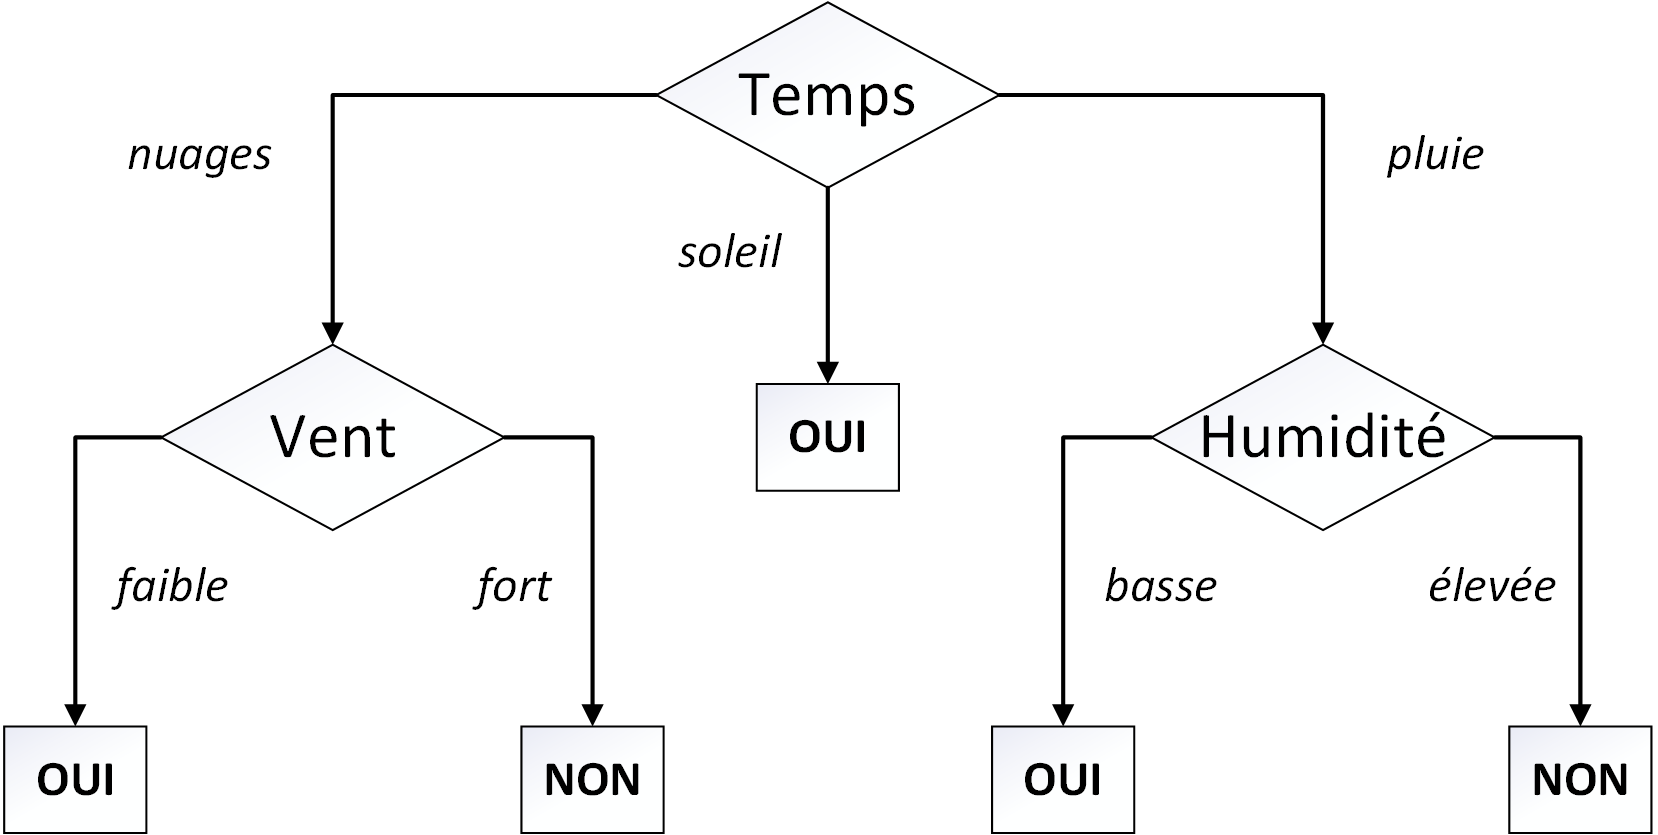 Temps
nuages
pluie
soleil
Vent
OUI
Humidité
faible
fort
basse
élevée
OUI
NON
OUI
NON